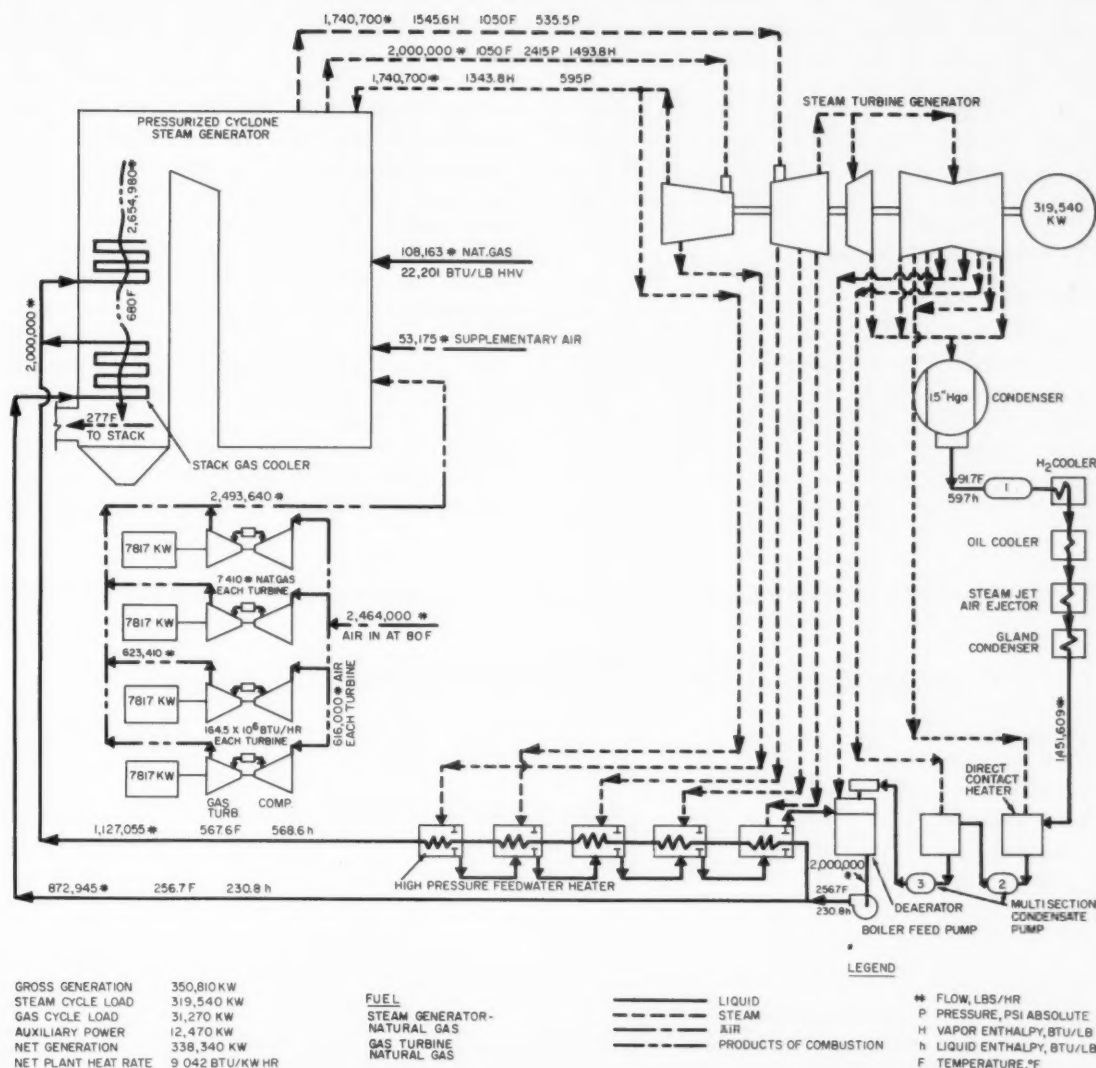 1,740,700* 1545.6H 1050F 535.5P
2,000,000* 1050F 2415P 1493.8H
1,740,700* 1343.8H 595P
PRESSURIZED CYCLONE
STEAM GENERATOR
STEAM TURBINE GENERATOR
2,654,980*
680F
2,000,000*
108,163* NAT. GAS
22,201 BTU/LB HHV
53,175* SUPPLEMENTARY AIR
319,540
KW
277F
TO STACK
STACK GAS COOLER
1.5"Hga
CONDENSER
91.7F
59.7h
1
H2 COOLER
OIL COOLER
STEAM JET
AIR EJECTOR
GLAND
CONDENSER
1,451,609*
2,493,640*
7817 KW
7410* NAT. GAS
EACH TURBINE
7817 KW
2,464,000*
AIR IN AT 80F
623,410*
7817 KW
164.5 X 10⁶ BTU/HR
EACH TURBINE
616,000* AIR
EACH TURBINE
7817 KW
GAS
TURB.
COMP.
DIRECT
CONTACT
HEATER
1,127,055* 567.6F 568.6h
HIGH PRESSURE FEEDWATER HEATER
872,945* 256.7F 230.8h
2,000,000
*
256.7F
230.8h
3
2
DEAERATOR
BOILER FEED PUMP
MULTISECTION
CONDENSATE
PUMP
LEGEND
GROSS GENERATION 350,810 KW
STEAM CYCLE LOAD 319,540 KW
GAS CYCLE LOAD 31,270 KW
AUXILIARY POWER 12,470 KW
NET GENERATION 338,340 KW
NET PLANT HEAT RATE 9 042 BTU/KW HR
FUEL
STEAM GENERATOR-
NATURAL GAS
GAS TURBINE
NATURAL GAS
LIQUID
STEAM
AIR
PRODUCTS OF COMBUSTION
* FLOW, LBS/HR
P PRESSURE, PSI ABSOLUTE
H VAPOR ENTHALPY, BTU/LB
h LIQUID ENTHALPY, BTU/LB
F TEMPERATURE, °F